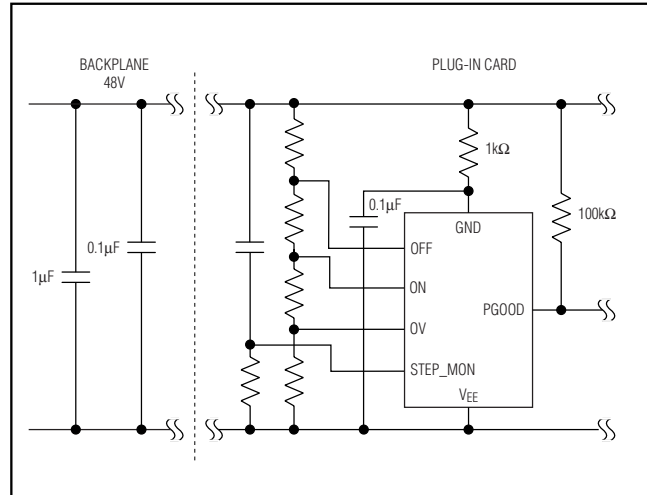 BACKPLANE
48V
PLUG-IN CARD
1kΩ
0.1µF
100kΩ
GND
0.1µF
1µF
OFF
ON
OV
PGOOD
STEP_MON
VEE